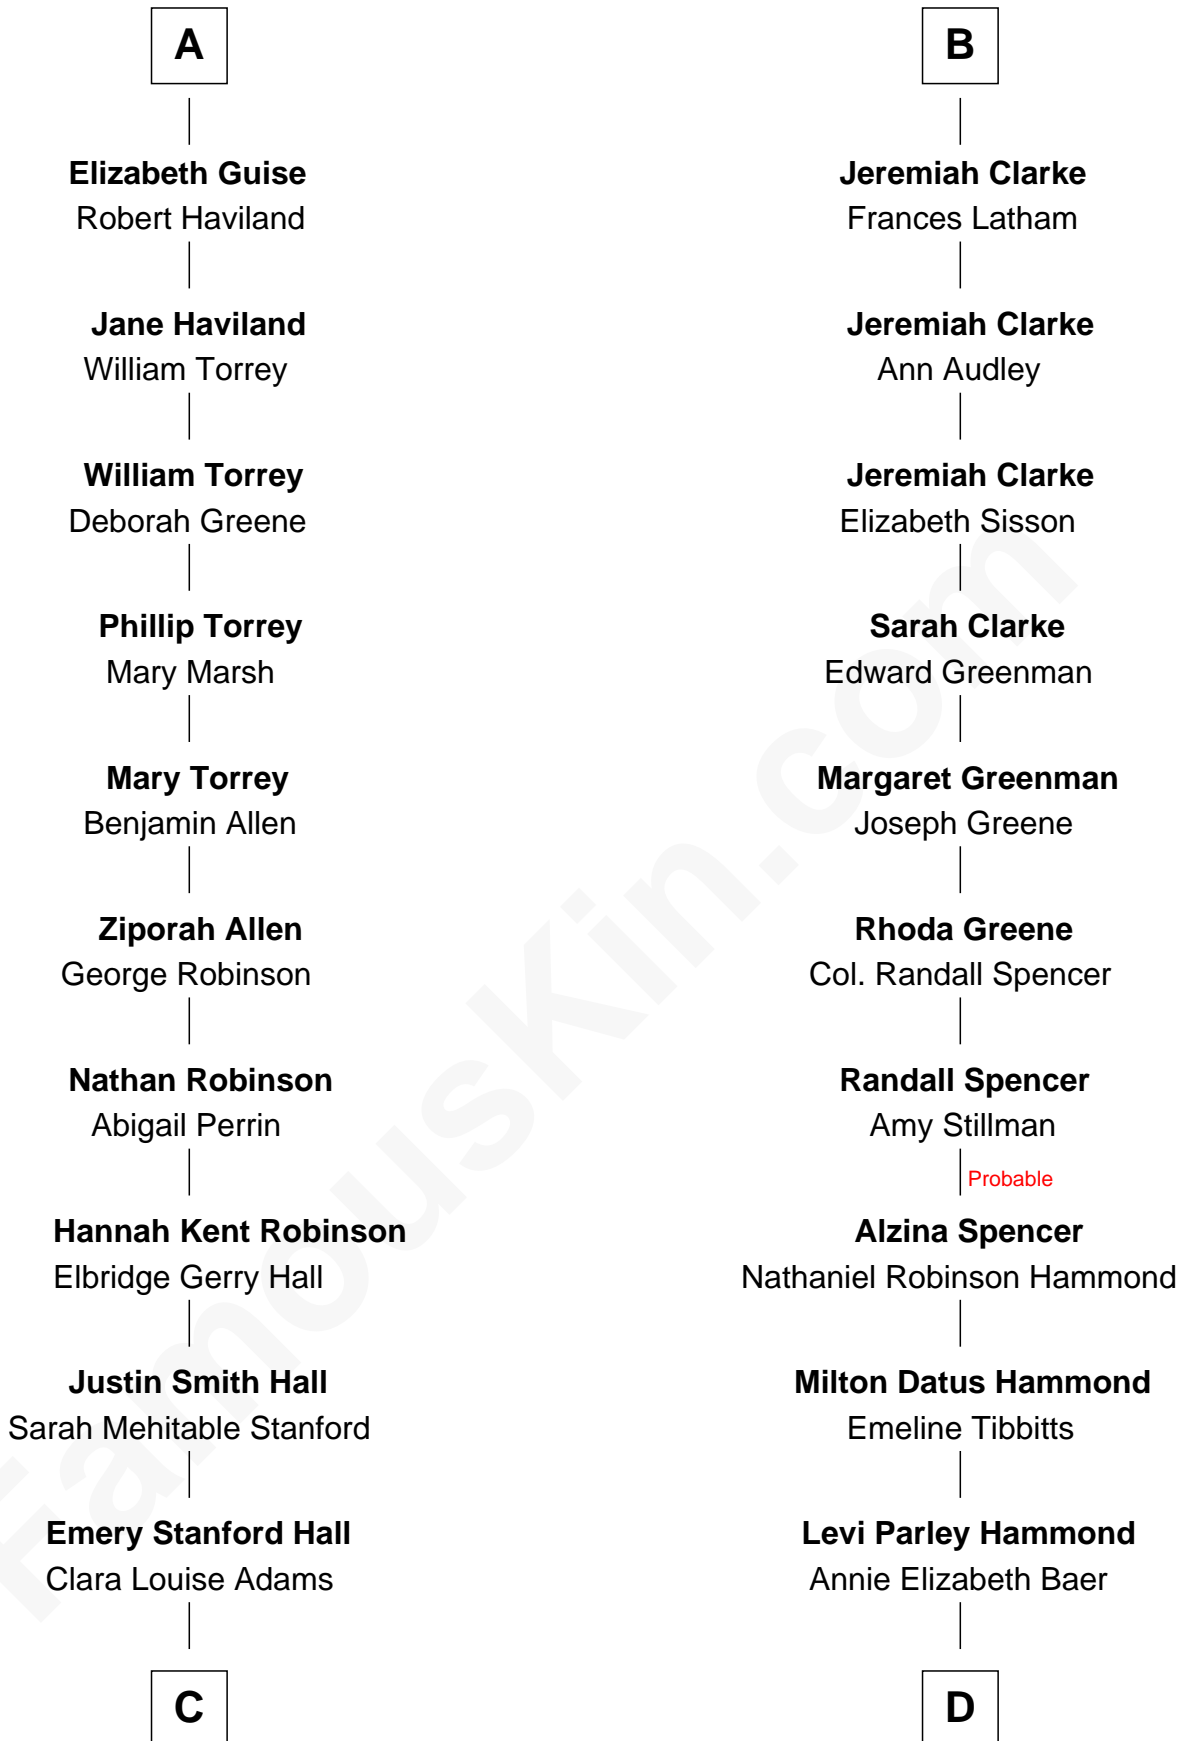 A
Elizabeth Guise
Robert Haviland
Jane Haviland
William Torrey
William Torrey
Deborah Greene
Phillip Torrey
Mary Marsh
Mary Torrey
Benjamin Allen
Ziporah Allen
George Robinson
Nathan Robinson
Abigail Perrin
Hannah Kent Robinson
Elbridge Gerry Hall
Justin Smith Hall
Sarah Mehitable Stanford
Emery Stanford Hall
Clara Louise Adams
C
B
Jeremiah Clarke
Frances Latham
Jeremiah Clarke
Ann Audley
Jeremiah Clarke
Elizabeth Sisson
Sarah Clarke
Edward Greenman
Margaret Greenman
Joseph Greene
Rhoda Greene
Col. Randall Spencer
Randall Spencer
Amy Stillman
Probable
Alzina Spencer
Nathaniel Robinson Hammond
Milton Datus Hammond
Emeline Tibbitts
Levi Parley Hammond
Annie Elizabeth Baer
D
FamousKin.com